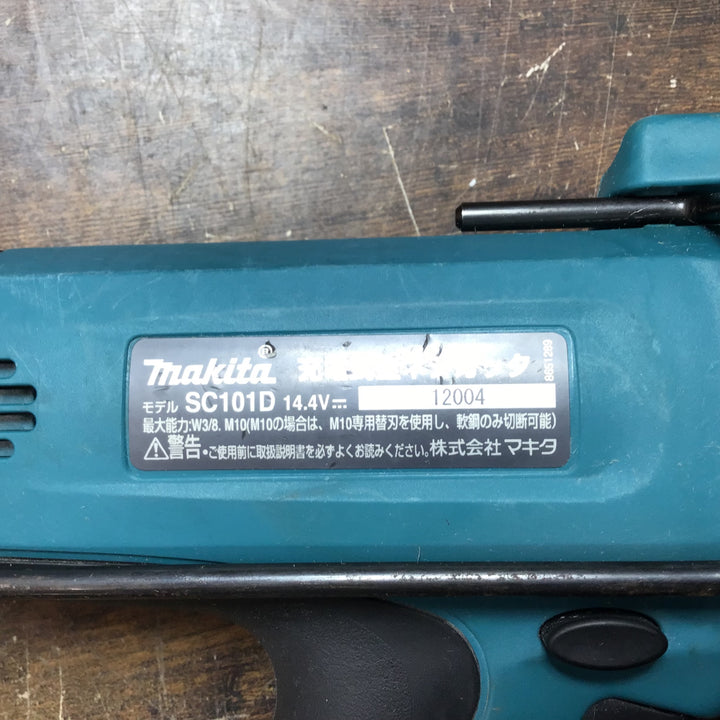 makita
モデル SC101D 14.4V 12004
最大能力:W3/8. M10(M10の場合は、M10専用替刃を使用し、軟鋼のみ切断可能)
警告・ご使用前に取扱説明書を必ずよくお読みください。株式会社 マキタ